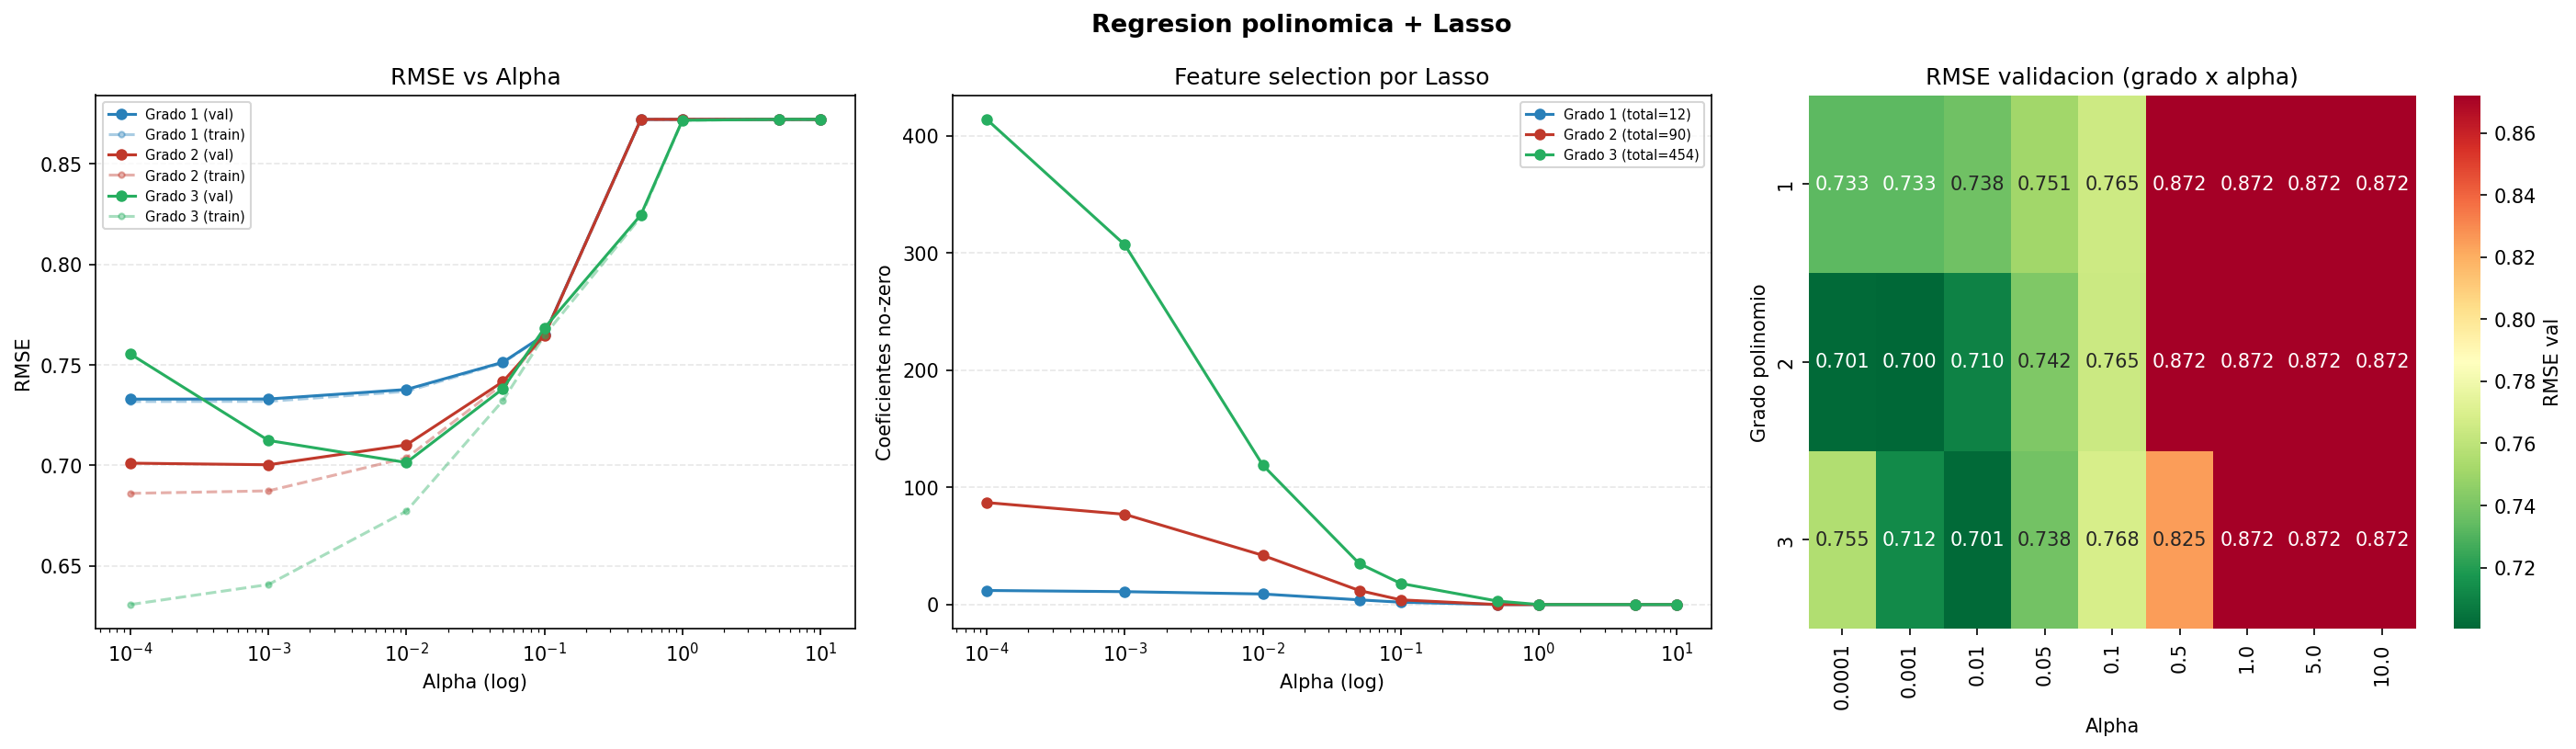 Regresion polinomica + Lasso
RMSE vs Alpha
Grado 1 (val)
Grado 1 (train)
Grado 2 (val)
Grado 2 (train)
Grado 3 (val)
Grado 3 (train)
0.85
0.80
0.75
0.70
0.65
RMSE
10⁻⁴ 10⁻³ 10⁻² 10⁻¹ 10⁰ 10¹
Alpha (log)
Feature selection por Lasso
Grado 1 (total=12)
Grado 2 (total=90)
Grado 3 (total=454)
400
300
200
100
0
Coeficientes no-zero
10⁻⁴ 10⁻³ 10⁻² 10⁻¹ 10⁰ 10¹
Alpha (log)
RMSE validacion (grado x alpha)
Grado polinomio
1 0.733 0.733 0.738 0.751 0.765 0.872 0.872 0.872 0.872
2 0.701 0.700 0.710 0.742 0.765 0.872 0.872 0.872 0.872
3 0.755 0.712 0.701 0.738 0.768 0.825 0.872 0.872 0.872
0.0001 0.001 0.01 0.05 0.1 0.5 1.0 5.0 10.0
Alpha
0.86
0.84
0.82
0.80
0.78
0.76
0.74
0.72
RMSE val